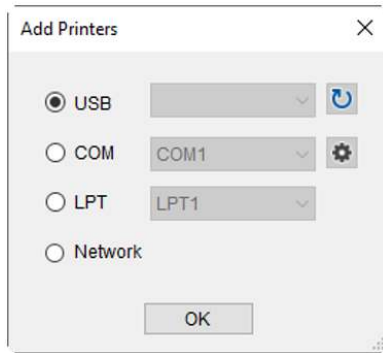 Add Printers
USB
COM COM1
LPT LPT1
Network
OK